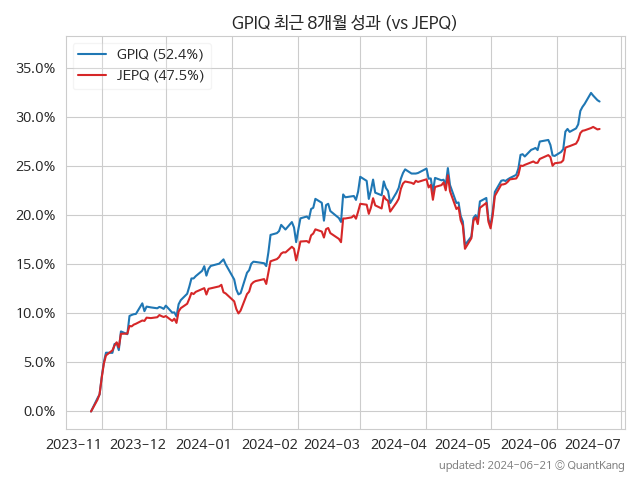 GPIQ 최근 8개월 성과 (vs JEPQ)
GPIQ (52.4%)
JEPQ (47.5%)
35.0%
30.0%
25.0%
20.0%
15.0%
10.0%
5.0%
0.0%
2023-11 2023-12 2024-01 2024-02 2024-03 2024-04 2024-05 2024-06 2024-07
updated: 2024-06-21 © QuantKang